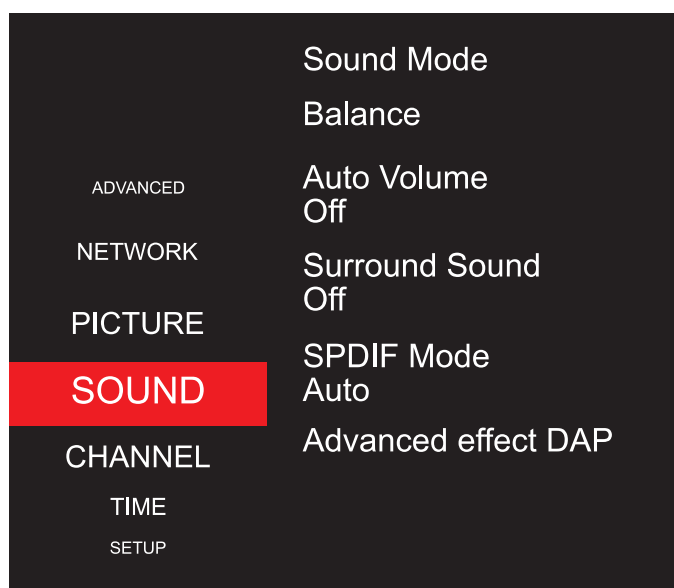 ADVANCED
NETWORK
PICTURE
SOUND
CHANNEL
TIME
SETUP
Sound Mode
Balance
Auto Volume
Off
Surround Sound
Off
SPDIF Mode
Auto
Advanced effect DAP